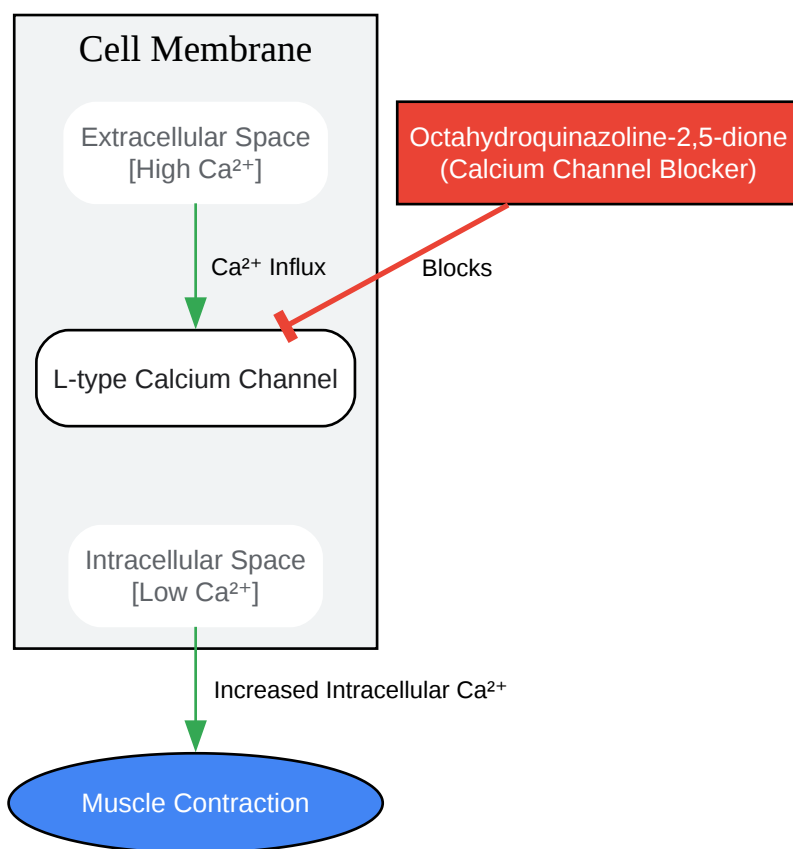 Cell Membrane
Extracellular Space
[High Ca²⁺]
Octahydroquinazoline-2,5-dione
(Calcium Channel Blocker)
Ca²⁺ Influx
Blocks
L-type Calcium Channel
Intracellular Space
[Low Ca²⁺]
Increased Intracellular Ca²⁺
Muscle Contraction